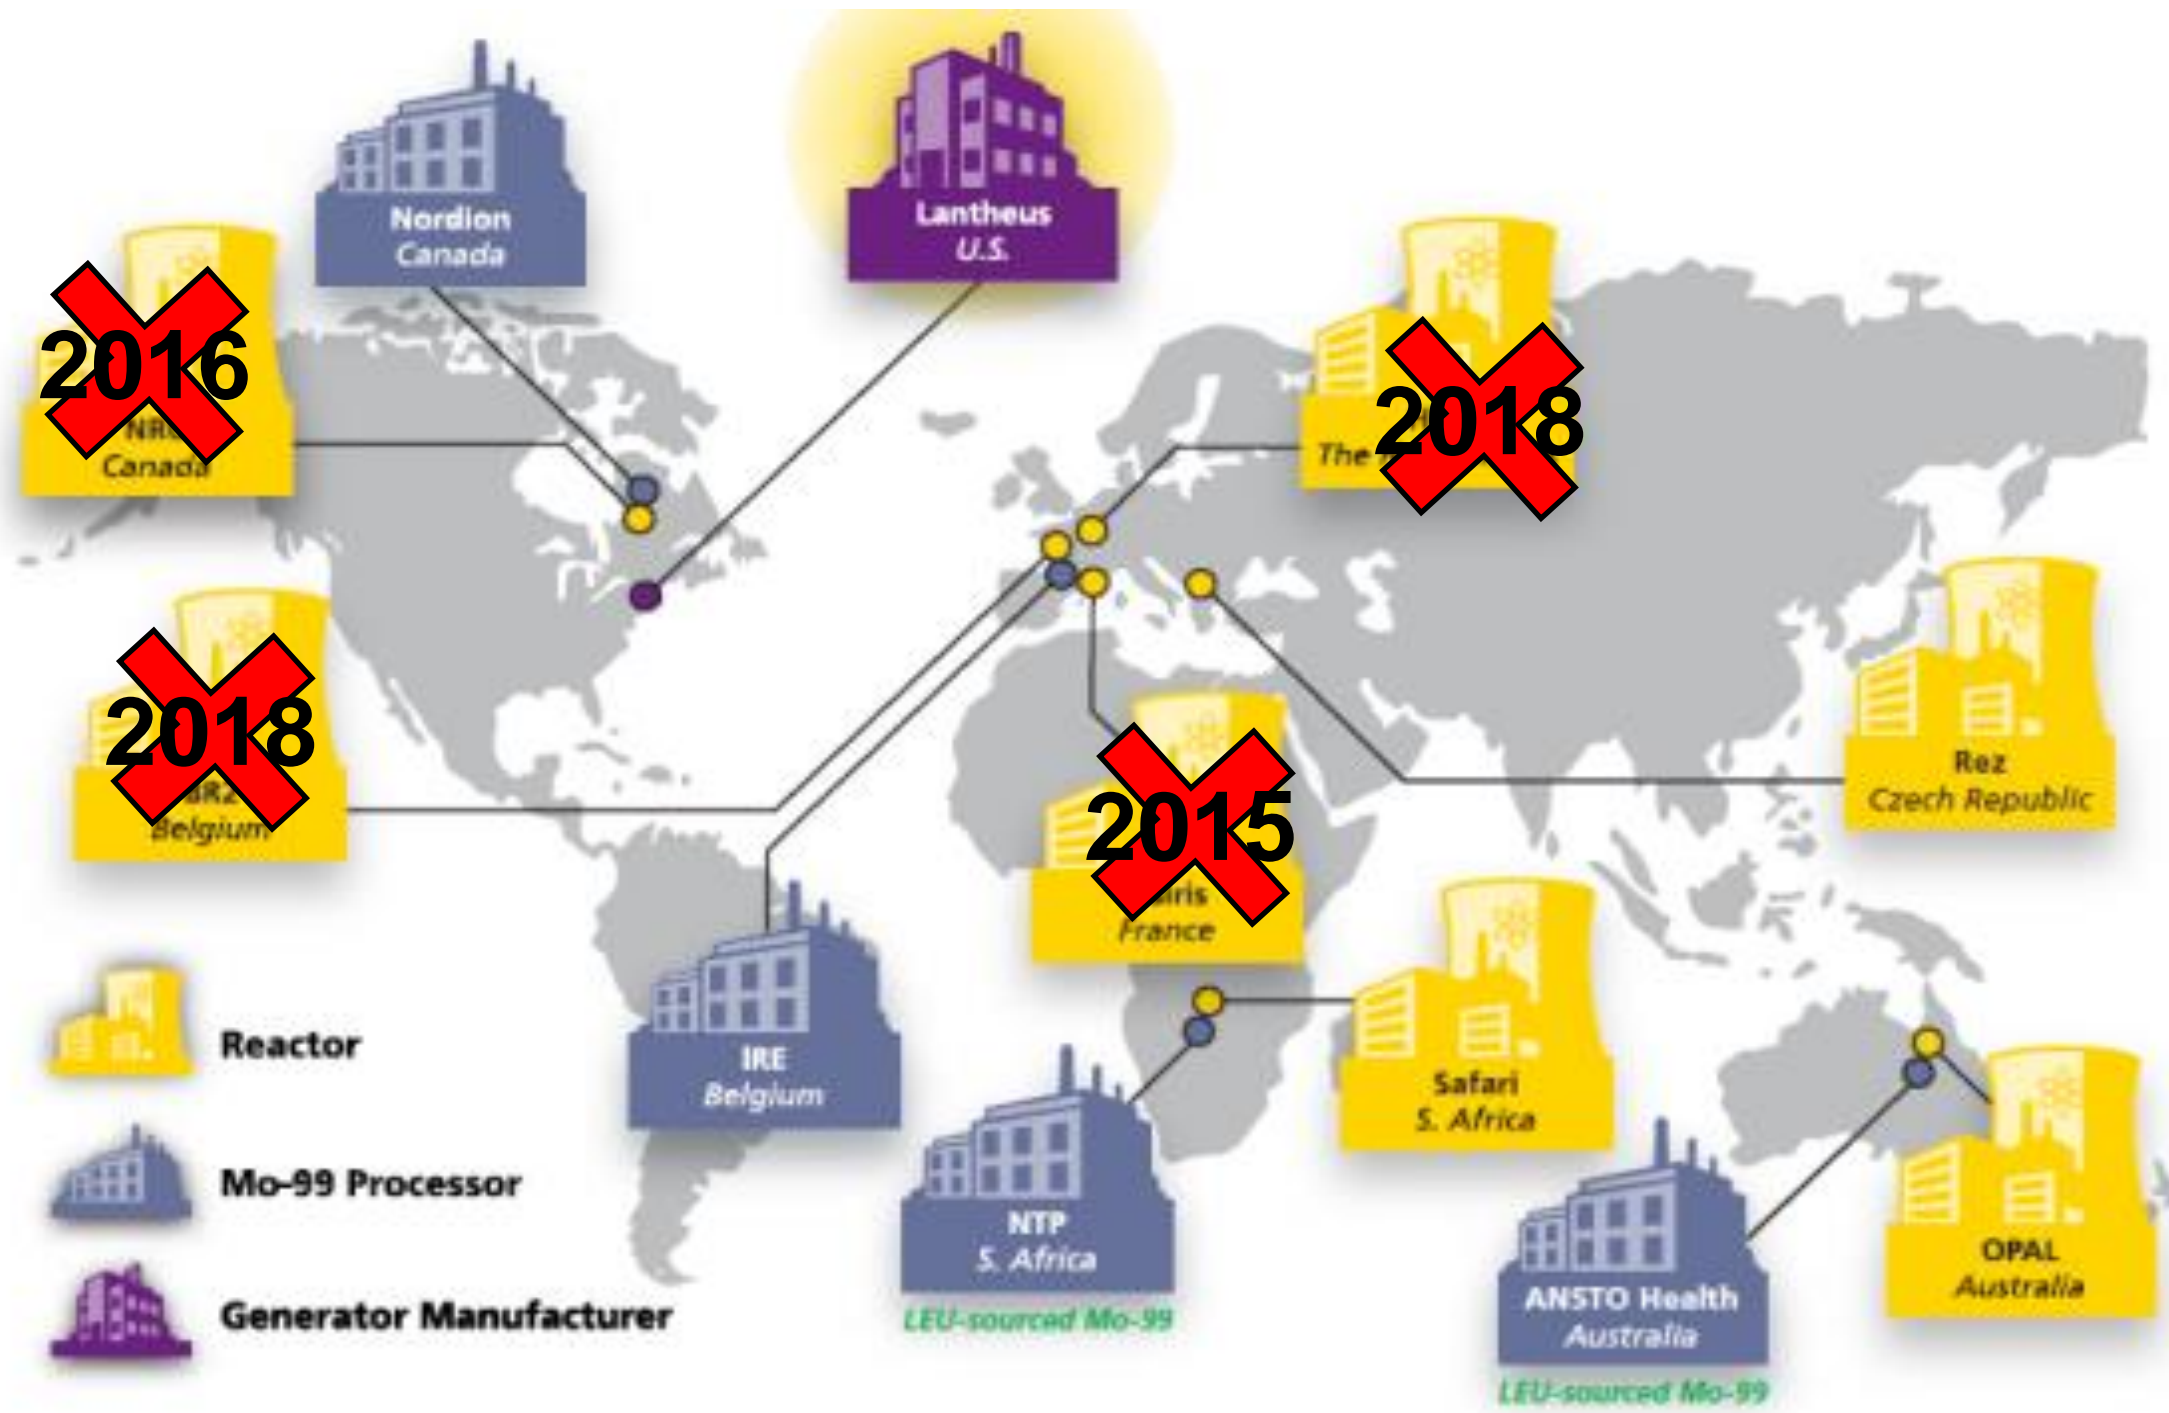 Nordion
Canada
Lantheus
U.S.
2016
Canada
2018
The
2018
BR2
Belgium
Rez
Czech Republic
2015
France
Reactor
IRE
Belgium
Safari
S. Africa
Mo-99 Processor
NTP
S. Africa
LEU-sourced Mo-99
OPAL
Australia
Generator Manufacturer
ANSTO Health
Australia
LEU-sourced Mo-99